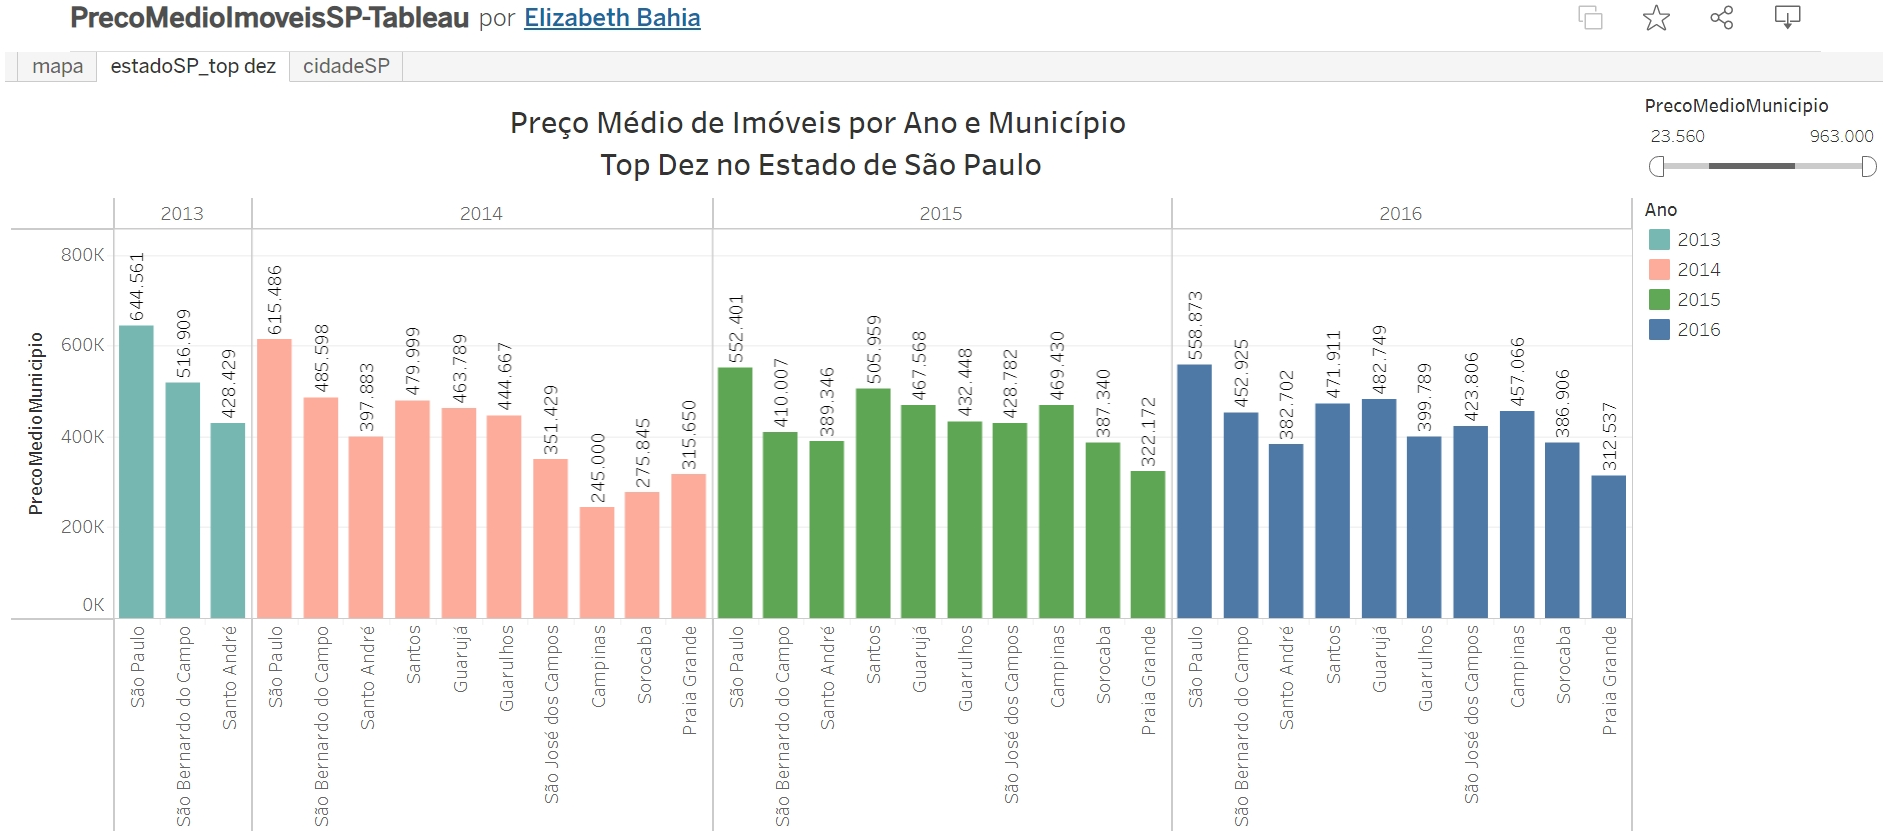 PrecoMedioImoveisSP-Tableau por Elizabeth Bahia
mapa estadoSP_top dez cidadeSP
Preço Médio de Imóveis por Ano e Município
Top Dez no Estado de São Paulo
PrecoMedioMunicipio
23.560 963.000
Ano
2013
2014
2015
2016
2013 2014 2015 2016
PrecoMedioMunicipio
800K
600K
400K
200K
0K
644.561 516.909 428.429
615.486 485.598 397.883 479.999 463.789 444.667 351.429 245.000 275.845 315.650
552.401 410.007 389.346 505.959 467.568 432.448 428.782 469.430 387.340 322.172
558.873 452.925 382.702 471.911 482.749 399.789 423.806 457.066 386.906 312.537
São Paulo
São Bernardo do Campo
Santo André
São Paulo
São Bernardo do Campo
Santo André
Santos
Guarujá
Guarulhos
São José dos Campos
Campinas
Sorocaba
Praia Grande
São Paulo
São Bernardo do Campo
Santo André
Santos
Guarujá
Guarulhos
São José dos Campos
Campinas
Sorocaba
Praia Grande
São Paulo
São Bernardo do Campo
Santo André
Santos
Guarujá
Guarulhos
São José dos Campos
Campinas
Sorocaba
Praia Grande